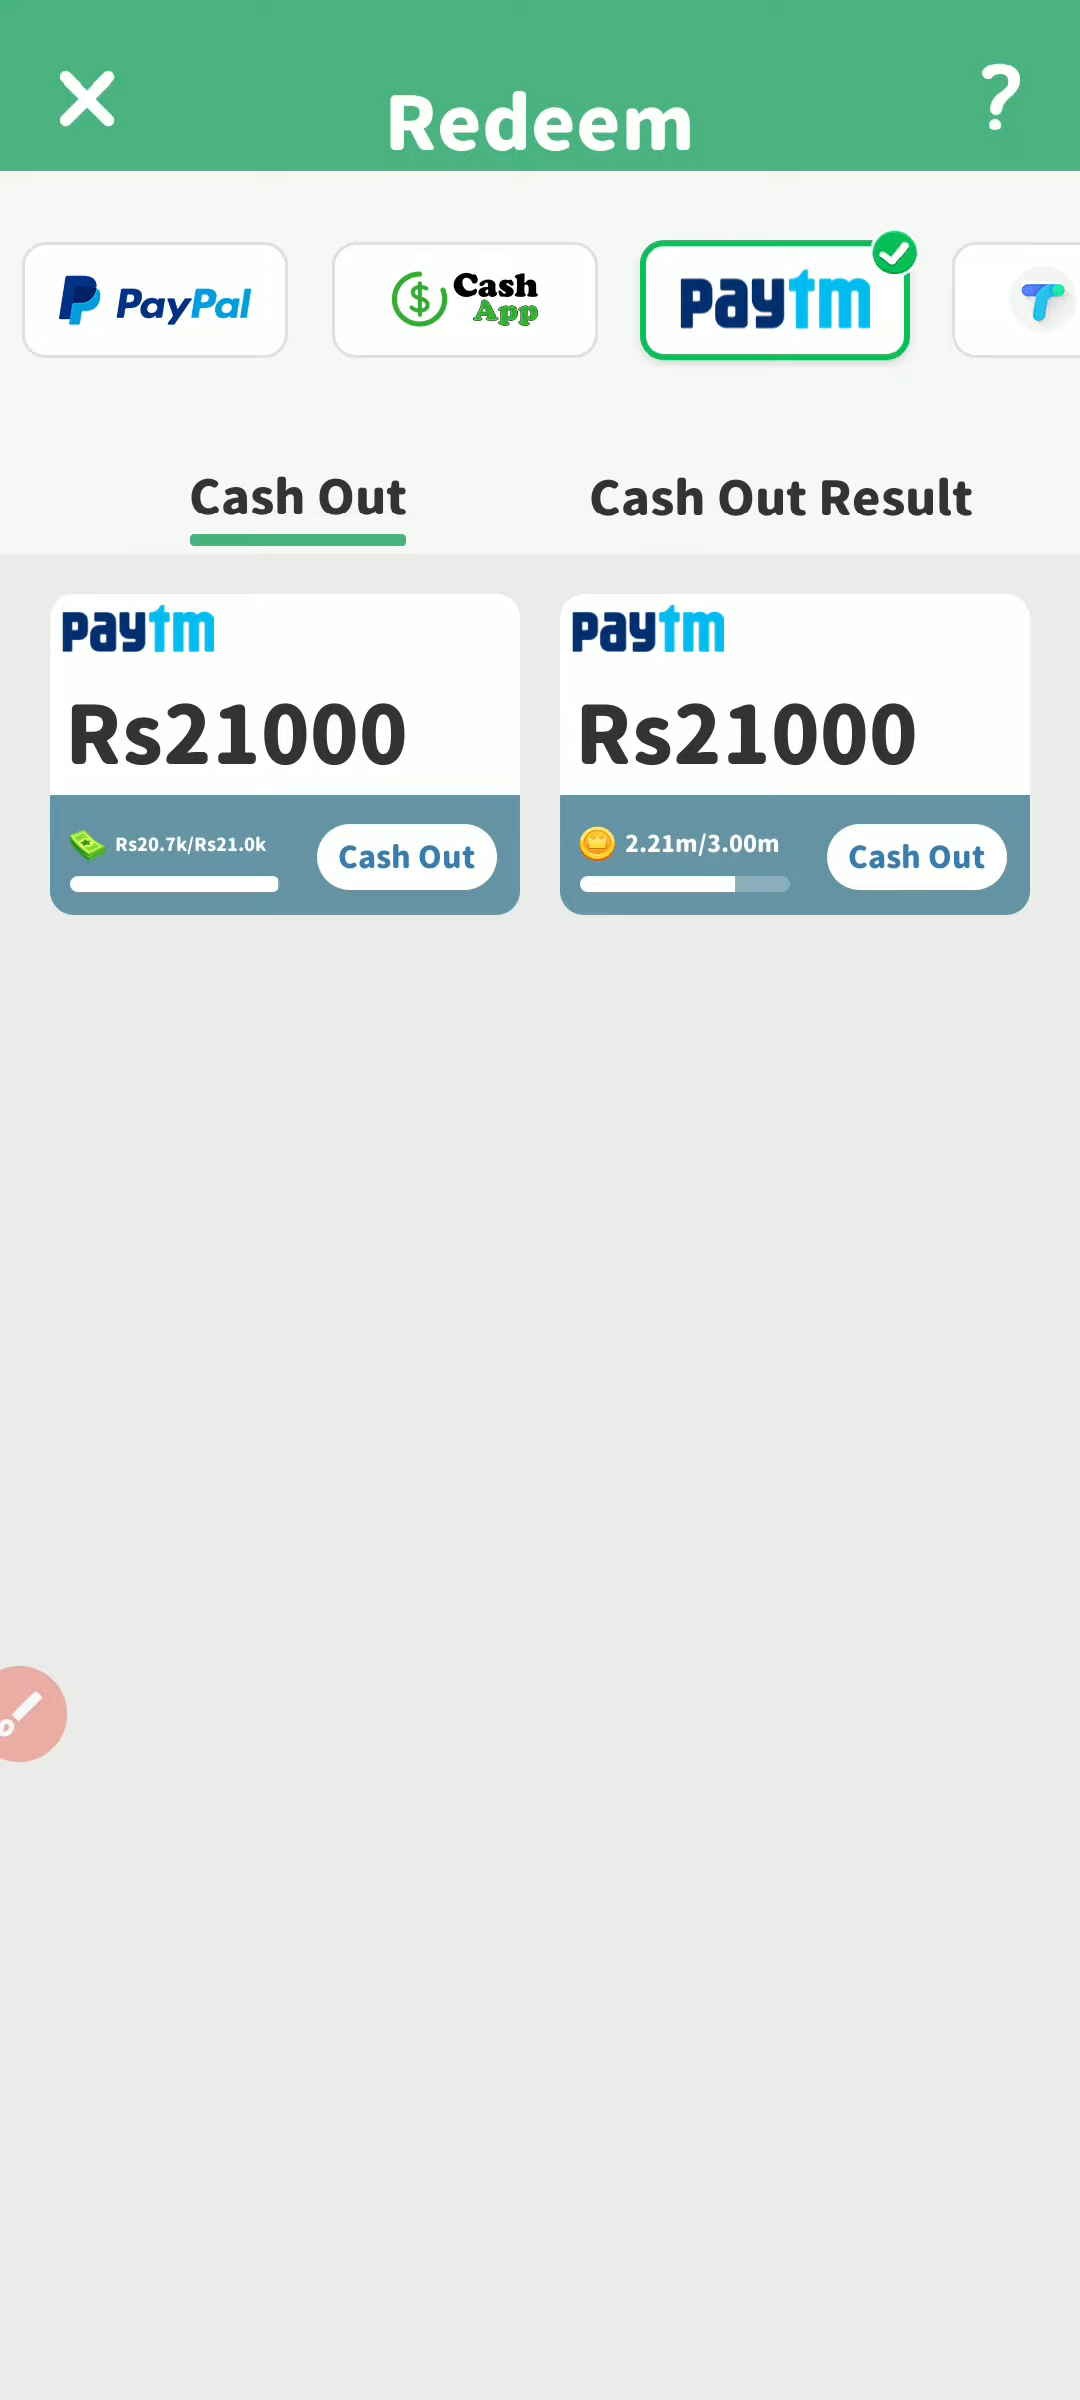 Redeem
?
PayPal
Cash App
paytm
Cash Out
Cash Out Result
paytm
Rs21000
Rs20.7k/Rs21.0k
Cash Out
paytm
Rs21000
2.21m/3.00m
Cash Out